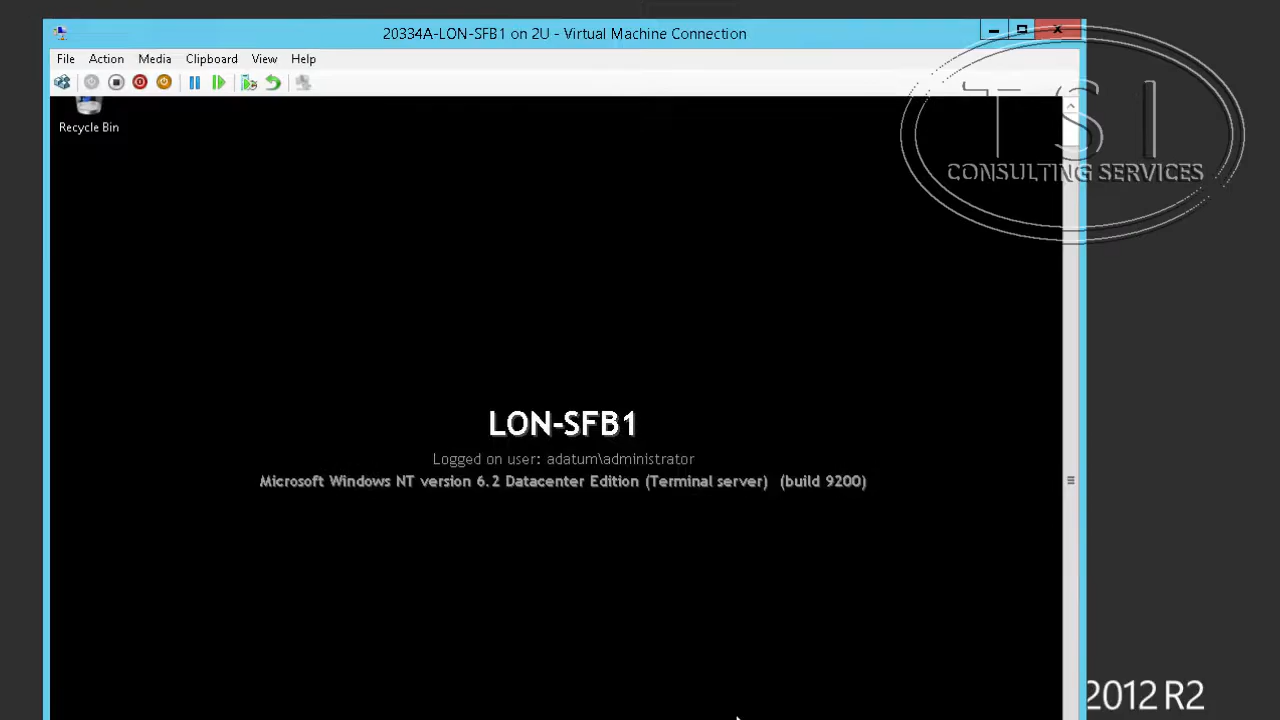 20334A-LON-SFB1 on 2U - Virtual Machine Connection
File Action Media Clipboard View Help
Recycle Bin
T S I
CONSULTING SERVICES
LON-SFB1
Logged on user: adatum\administrator
Microsoft Windows NT version 6.2 Datacenter Edition (Terminal server) (build 9200)
2012 R2